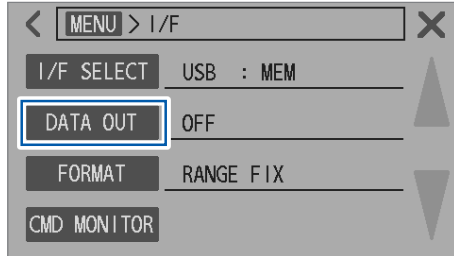 MENU > I/F
I/F SELECT USB : MEM
DATA OUT OFF
FORMAT RANGE FIX
CMD MONITOR